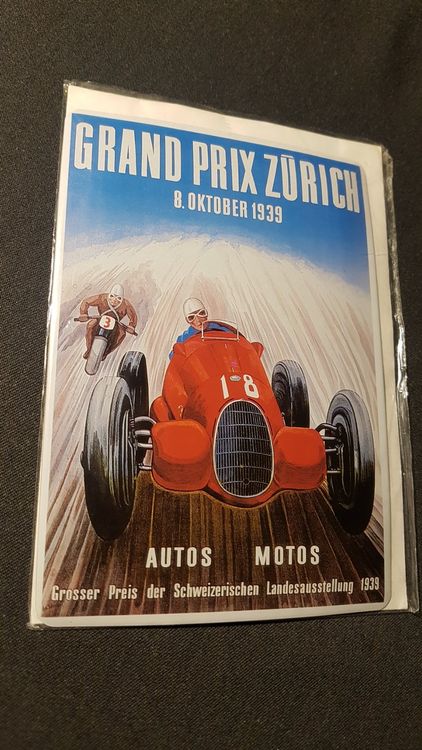 GRAND PRIX ZÜRICH
8. OKTOBER 1939
3
18
AUTOS MOTOS
Grosser Preis der Schweizerischen Landesausstellung 1939